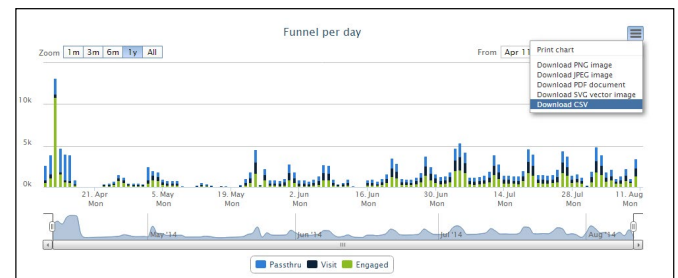 Funnel per day
Zoom 1m 3m 6m 1y All
From Apr 11
Print chart
Download PNG image
Download JPEG image
Download PDF document
Download SVG vector image
Download CSV
10k
5k
0k
21. Apr 5. May 19. May 2. Jun 16. Jun 30. Jun 14. Jul 28. Jul 11. Aug
Mon Mon Mon Mon Mon Mon Mon Mon Mon
May '14 Jun '14 Jul '14 Aug '14
Passthru Visit Engaged